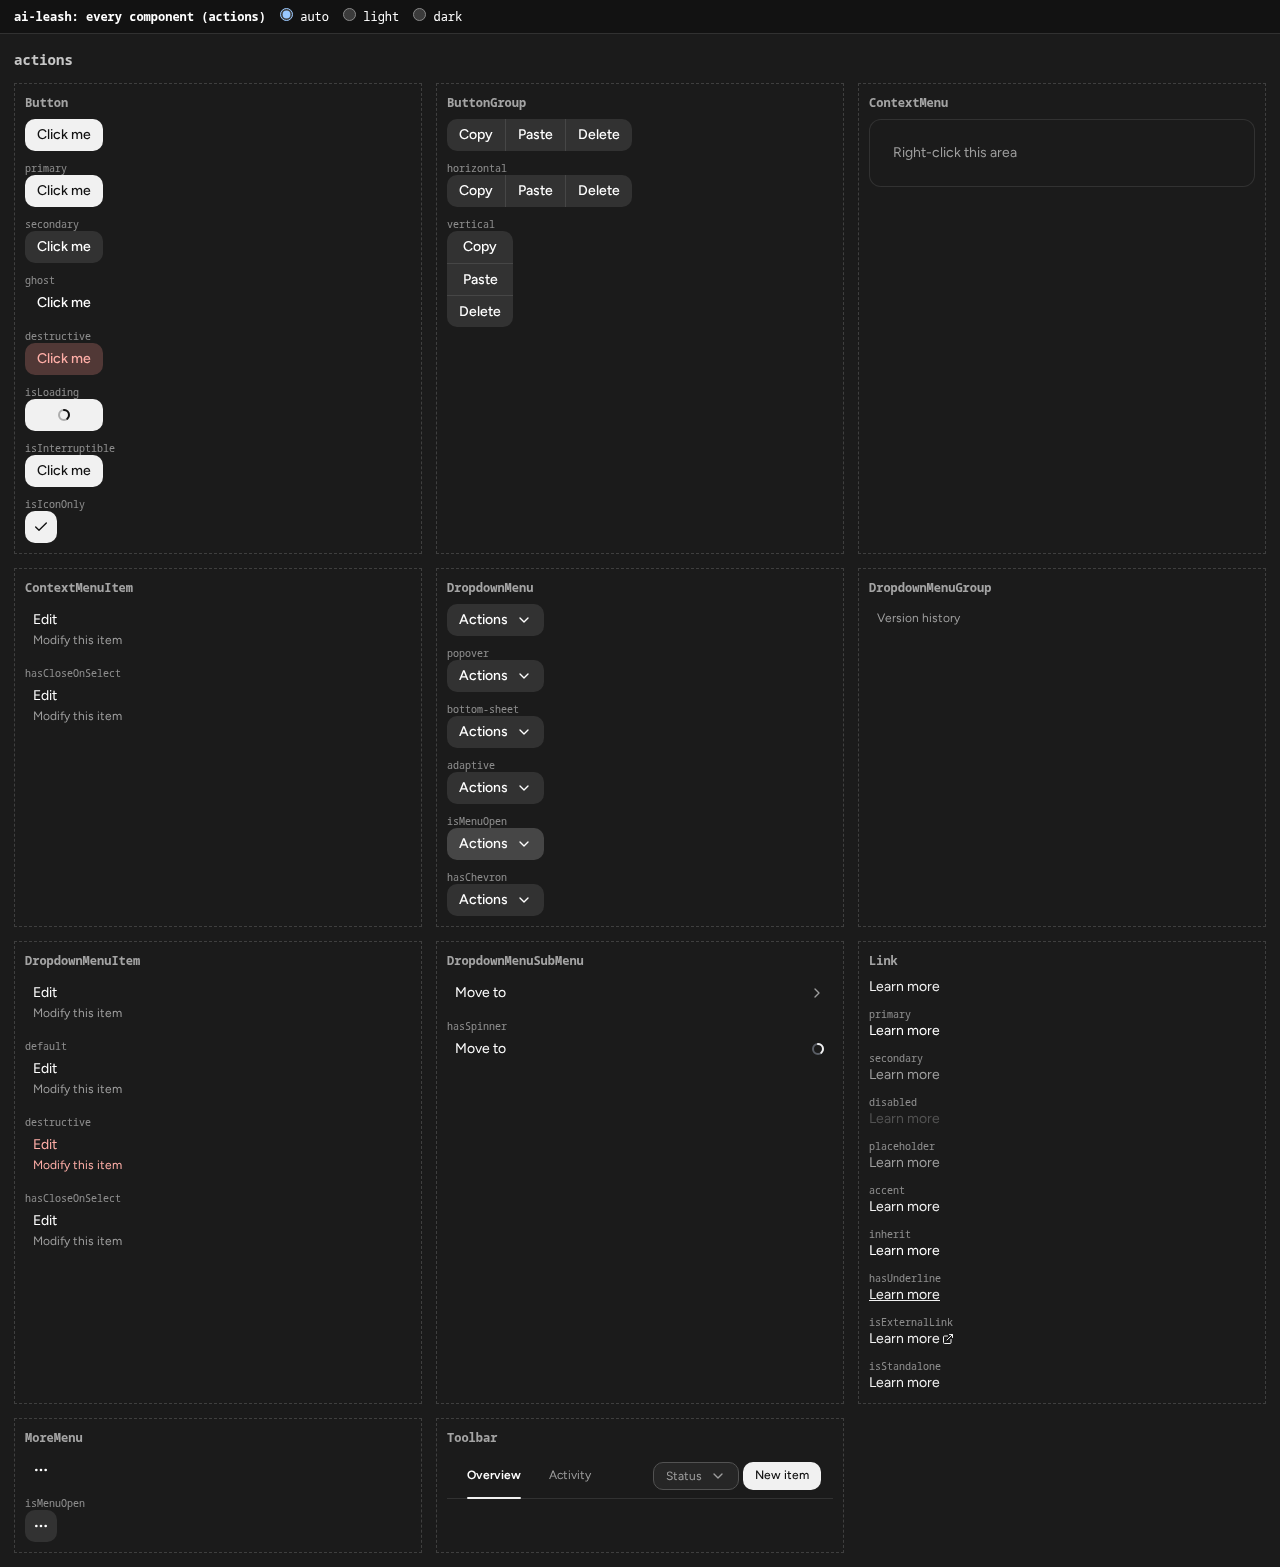 ai-leash: every component (actions) auto light dark
actions
Button
Click me
primary
Click me
secondary
Click me
ghost
Click me
destructive
Click me
isLoading
isInterruptible
Click me
isIconOnly
ButtonGroup
Copy Paste Delete
horizontal
Copy Paste Delete
vertical
Copy
Paste
Delete
ContextMenu
Right-click this area
ContextMenuItem
Edit
Modify this item
hasCloseOnSelect
Edit
Modify this item
DropdownMenu
Actions
popover
Actions
bottom-sheet
Actions
adaptive
Actions
isMenuOpen
Actions
hasChevron
Actions
DropdownMenuGroup
Version history
DropdownMenuItem
Edit
Modify this item
default
Edit
Modify this item
destructive
Edit
Modify this item
hasCloseOnSelect
Edit
Modify this item
DropdownMenuSubMenu
Move to
hasSpinner
Move to
Link
Learn more
primary
Learn more
secondary
Learn more
disabled
Learn more
placeholder
Learn more
accent
Learn more
inherit
Learn more
hasUnderline
Learn more
isExternalLink
Learn more
isStandalone
Learn more
MoreMenu
isMenuOpen
Toolbar
Overview Activity Status New item